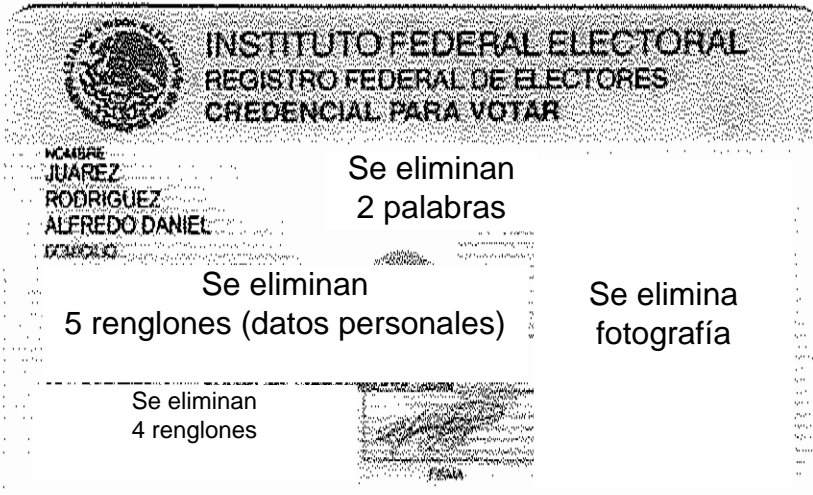 INSTITUTO FEDERAL ELECTORAL
REGISTRO FEDERAL DE ELECTORES
CREDENCIAL PARA VOTAR
NOMBRE
JUAREZ
RODRIGUEZ
ALFREDO DANIEL
Se eliminan
2 palabras
DOMICILIO
Se eliminan
5 renglones (datos personales)
Se elimina
fotografía
Se eliminan
4 renglones
FIRMA